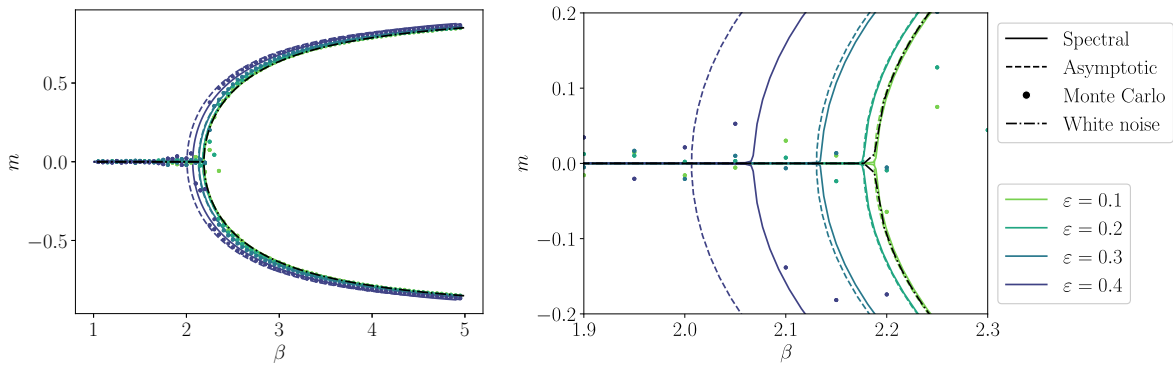 0.5
0.0
−0.5
m
1
2
3
4
5
β
0.2
0.1
0.0
−0.1
−0.2
m
1.9
2.0
2.1
2.2
2.3
β
Spectral
Asymptotic
Monte Carlo
White noise
ε = 0.1
ε = 0.2
ε = 0.3
ε = 0.4